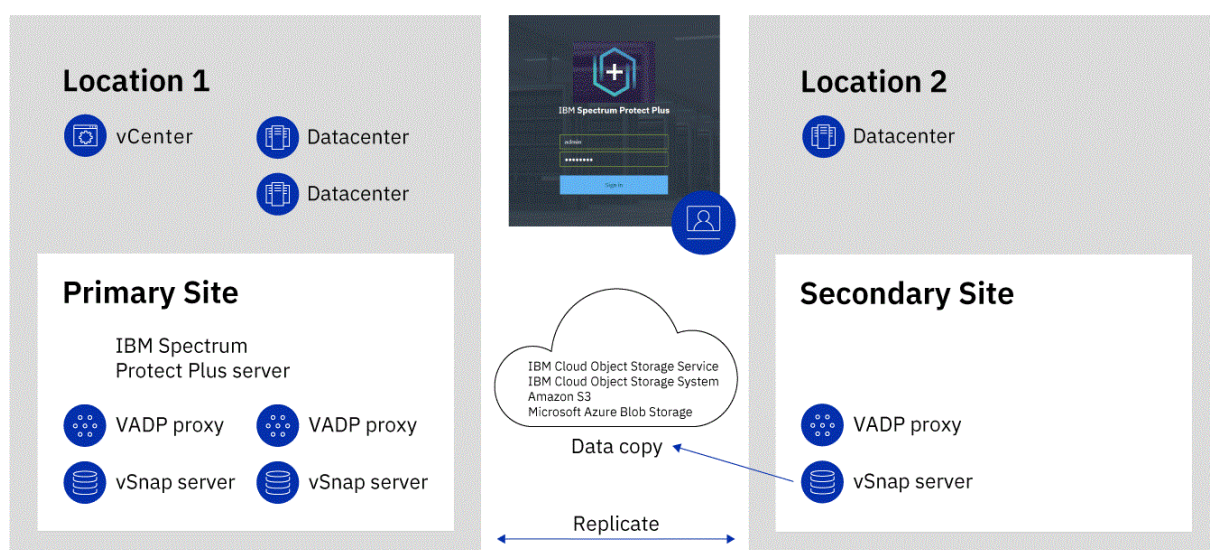 Location 1
vCenter
Datacenter
Datacenter
Primary Site
IBM Spectrum
Protect Plus server
VADP proxy
VADP proxy
vSnap server
vSnap server
IBM Spectrum Protect Plus
admin
Sign in
IBM Cloud Object Storage Service
IBM Cloud Object Storage System
Amazon S3
Microsoft Azure Blob Storage
Data copy
Replicate
Location 2
Datacenter
Secondary Site
VADP proxy
vSnap server